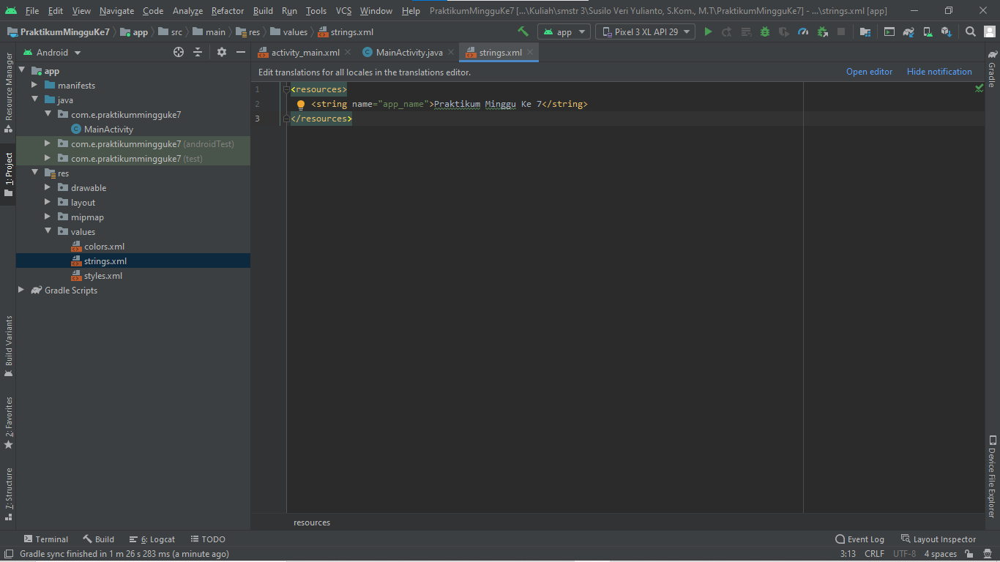 File Edit View Navigate Code Analyze Refactor Build Run Tools VCS Window Help PraktikumMingguKe7 [...\Kuliah\smstr 3\Susilo Veri Yulianto, S.Kom., M.T\PraktikumMingguKe7] - ...\strings.xml [app]
PraktikumMingguKe7 app src main res values strings.xml app Pixel 3 XL API 29
Android
activity_main.xml MainActivity.java strings.xml
Edit translations for all locales in the translations editor. Open editor Hide notification
app
manifests
java
com.e.praktikummingguke7
MainActivity
com.e.praktikummingguke7 (androidTest)
com.e.praktikummingguke7 (test)
res
drawable
layout
mipmap
values
colors.xml
strings.xml
styles.xml
Gradle Scripts
1 <resources>
2 <string name="app_name">Praktikum Minggu Ke 7</string>
3 </resources>
Resource Manager
1: Project
Build Variants
2: Favorites
7: Structure
Gradle
Device File Explorer
resources
Terminal Build 6: Logcat TODO Event Log Layout Inspector
Gradle sync finished in 1 m 26 s 283 ms (a minute ago) 3:13 CRLF UTF-8 4 spaces